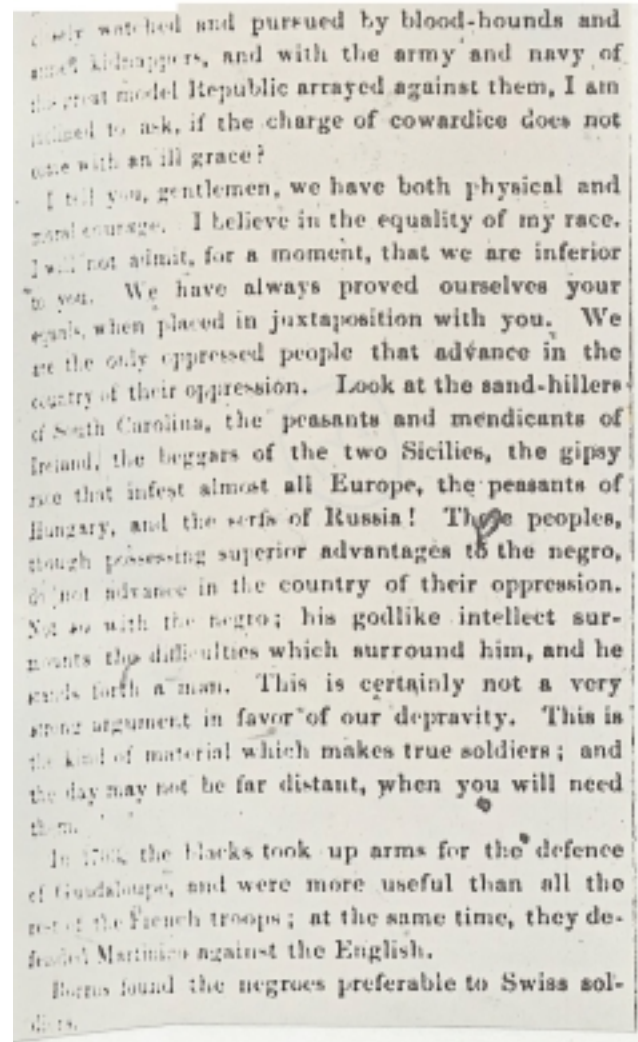 closely watched and pursued by blood-hounds and
armed kidnappers, and with the army and navy of
the great model Republic arrayed against them, I am
inclined to ask, if the charge of cowardice does not
come with an ill grace?
I tell you, gentlemen, we have both physical and
moral courage. I believe in the equality of my race.
I will not admit, for a moment, that we are inferior
to you. We have always proved ourselves your
equals, when placed in juxtaposition with you. We
are the only oppressed people that advance in the
country of their oppression. Look at the sand-hillers
of South Carolina, the peasants and mendicants of
Ireland, the beggars of the two Sicilies, the gipsy
race that infest almost all Europe, the peasants of
Hungary, and the serfs of Russia! These peoples,
though possessing superior advantages to the negro,
do not advance in the country of their oppression.
Not so with the negro; his godlike intellect sur-
mounts the difficulties which surround him, and he
stands forth a man. This is certainly not a very
strong argument in favor of our depravity. This is
the kind of material which makes true soldiers; and
the day may not be far distant, when you will need
them.
In the blacks took up arms for the defence
of Guadaloupe, and were more useful than all the
rest of the French troops; at the same time, they de-
fended Martinico against the English.
found the negroes preferable to Swiss sol-
diers.